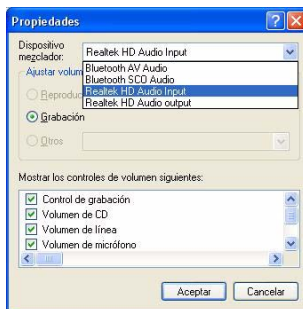 Propiedades
Dispositivo mezclador:
Realtek HD Audio Input
Bluetooth AV Audio
Bluetooth SCO Audio
Realtek HD Audio Input
Realtek HD Audio output
Ajustar volum
Reproduc
Grabación
Otros
Mostrar los controles de volumen siguientes:
Control de grabación
Volumen de CD
Volumen de línea
Volumen de micrófono
Aceptar
Cancelar